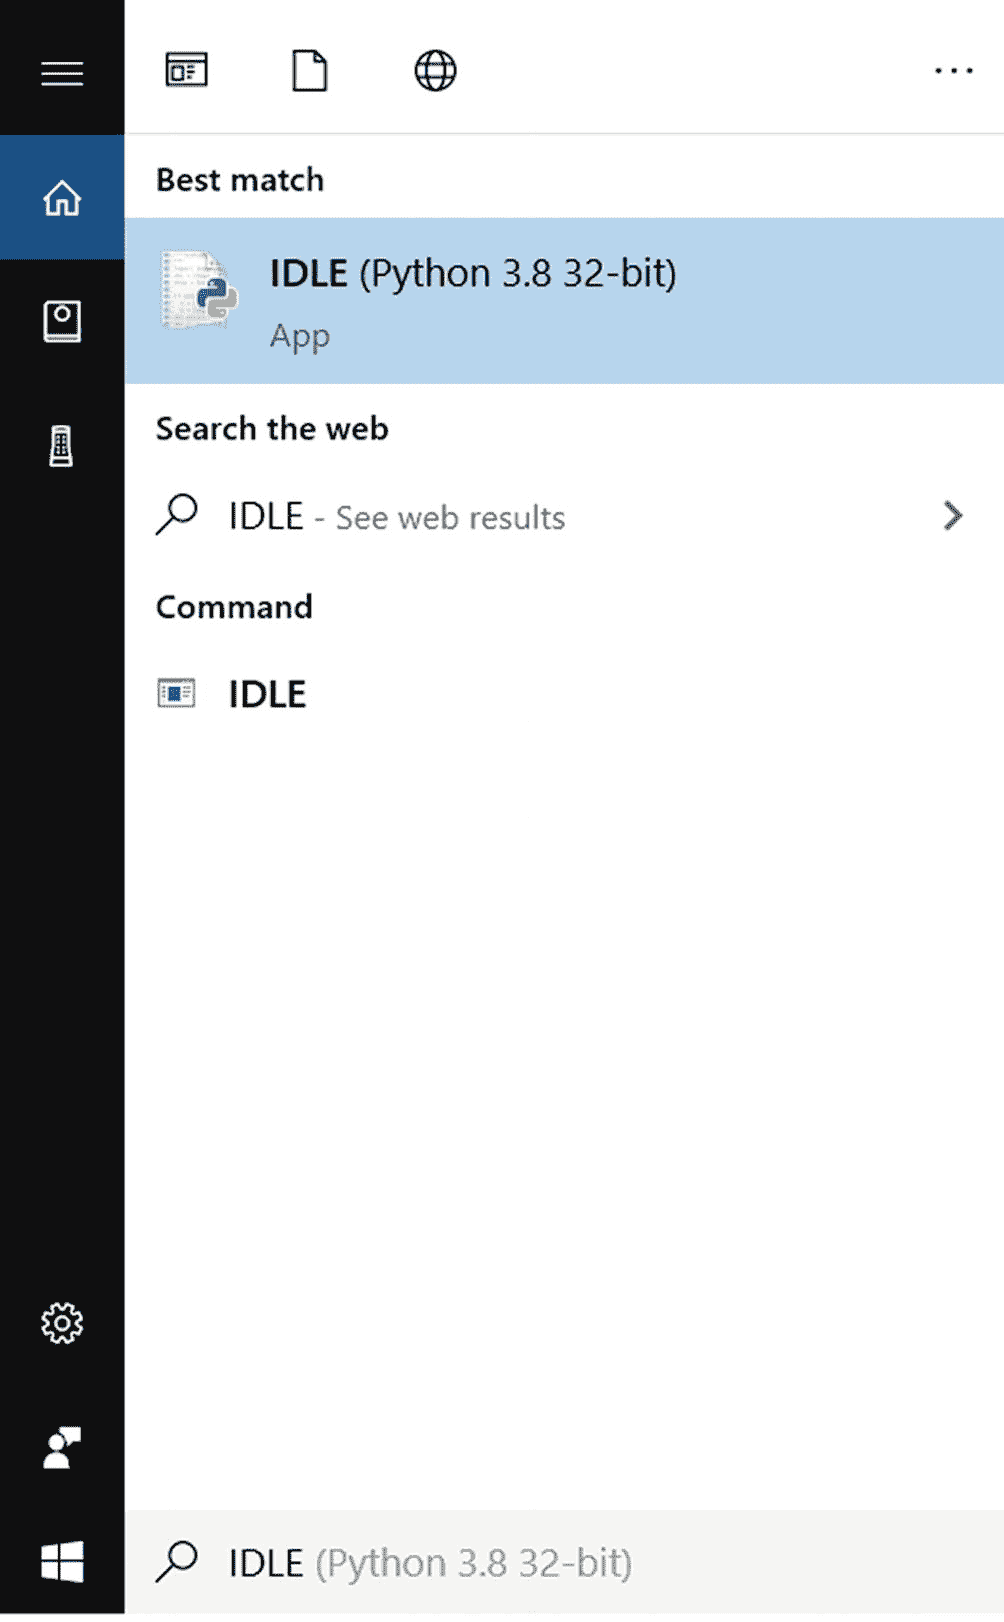 Best match
IDLE (Python 3.8 32-bit)
App
Search the web
IDLE - See web results
Command
IDLE
IDLE (Python 3.8 32-bit)